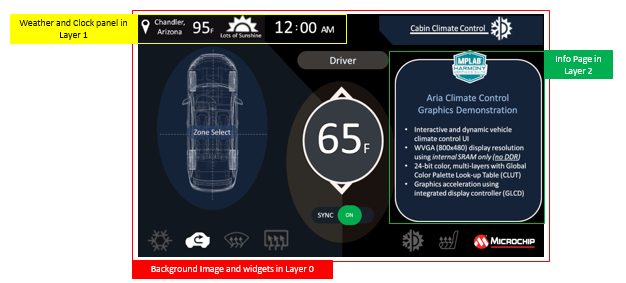 Weather and Clock panel in
Layer 1
Chandler,
Arizona
95F
Lots of Sunshine
12:00 AM
Cabin Climate Control
Info Page in
Layer 2
Driver
MPLAB
HARMONY
Aria Climate Control
Graphics Demonstration
Zone Select
65F
• Interactive and dynamic vehicle
climate control UI
• WVGA (800x480) display resolution
using internal SRAM only (no DDR)
• 24-bit color, multi-layers with Global
Color Palette Look-up Table (CLUT)
• Graphics acceleration using
integrated display controller (GLCD)
SYNC ON
MICROCHIP
Background Image and widgets in Layer 0